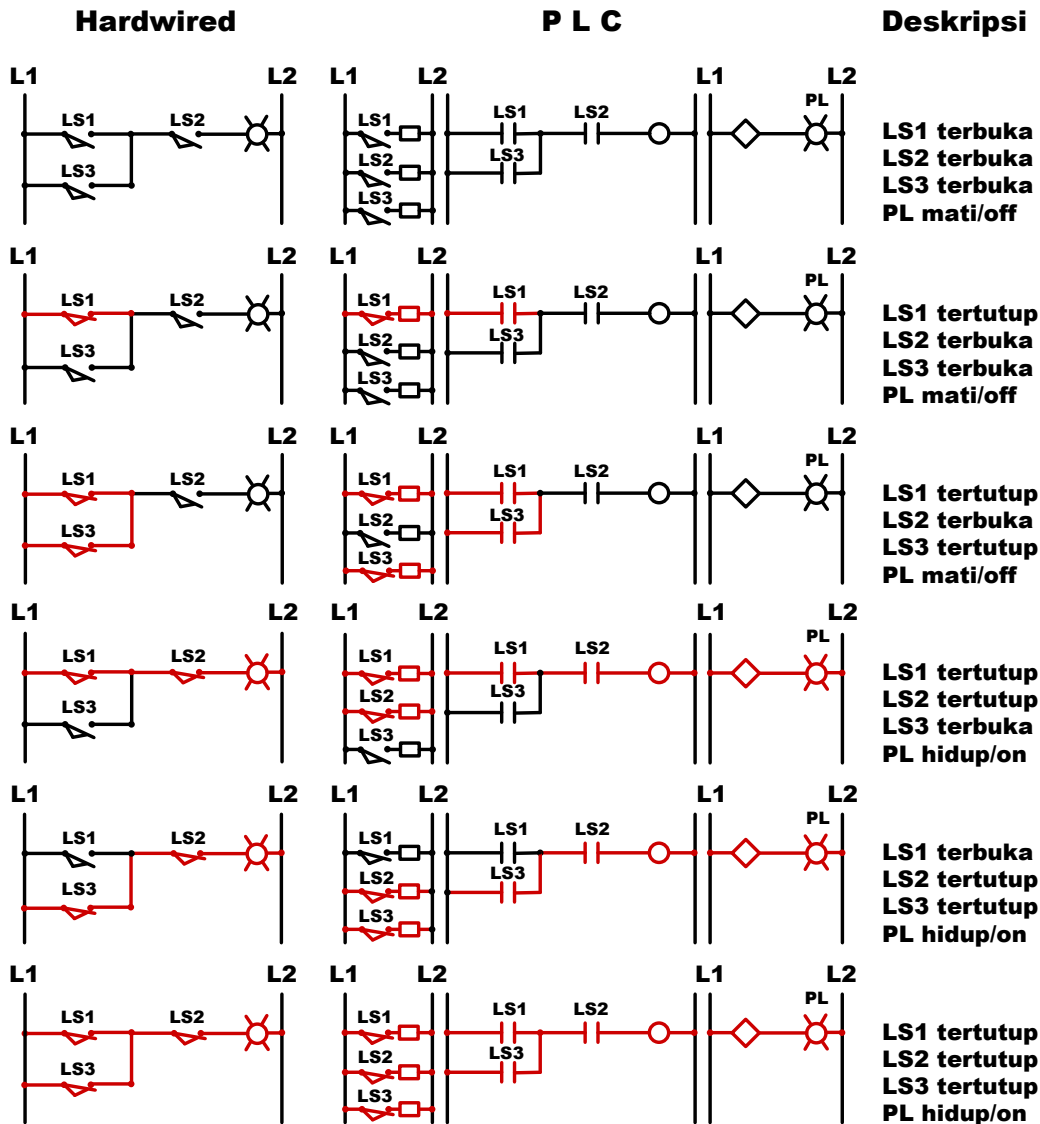 Hardwired P L C Deskripsi
L1 L2 L1 L2 L1 L2
LS1 LS2 LS1 LS1 LS2 PL
LS1 terbuka
LS3 LS2 LS3
LS2 terbuka
LS3
LS3 terbuka
PL mati/off
L1 L2 L1 L2 L1 L2
LS1 LS2 LS1 LS1 LS2 PL
LS1 tertutup
LS3 LS2 LS3
LS2 terbuka
LS3
LS3 terbuka
PL mati/off
L1 L2 L1 L2 L1 L2
LS1 LS2 LS1 LS1 LS2 PL
LS1 tertutup
LS3 LS2 LS3
LS2 terbuka
LS3
LS3 tertutup
PL mati/off
L1 L2 L1 L2 L1 L2
LS1 LS2 LS1 LS1 LS2 PL
LS1 tertutup
LS3 LS2 LS3
LS2 tertutup
LS3
LS3 terbuka
PL hidup/on
L1 L2 L1 L2 L1 L2
LS1 LS2 LS1 LS1 LS2 PL
LS1 terbuka
LS3 LS2 LS3
LS2 tertutup
LS3
LS3 tertutup
PL hidup/on
L1 L2 L1 L2 L1 L2
LS1 LS2 LS1 LS1 LS2 PL
LS1 tertutup
LS3 LS2 LS3
LS2 tertutup
LS3
LS3 tertutup
PL hidup/on